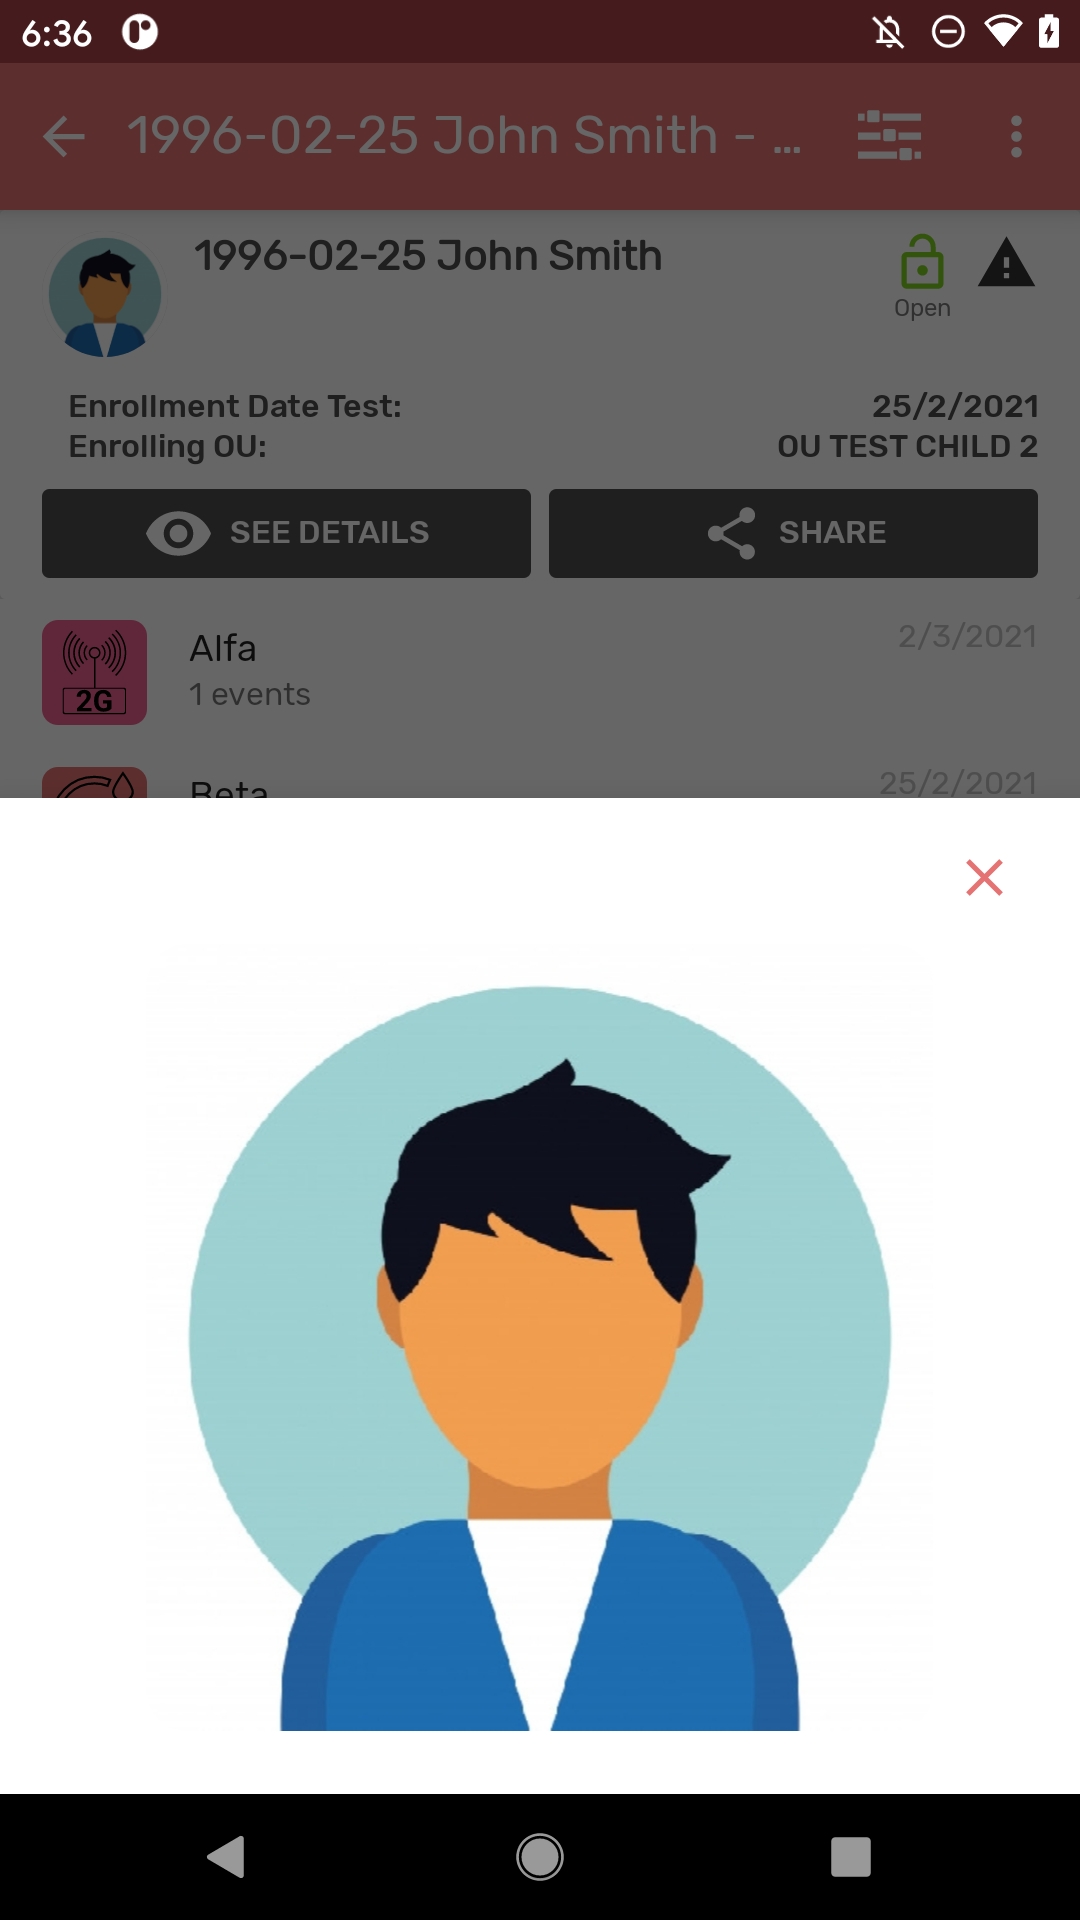 6:36
1996-02-25 John Smith - ...
1996-02-25 John Smith
Open
Enrollment Date Test: 25/2/2021
Enrolling OU: OU TEST CHILD 2
SEE DETAILS SHARE
2G Alfa 2/3/2021
1 events
Beta 25/2/2021